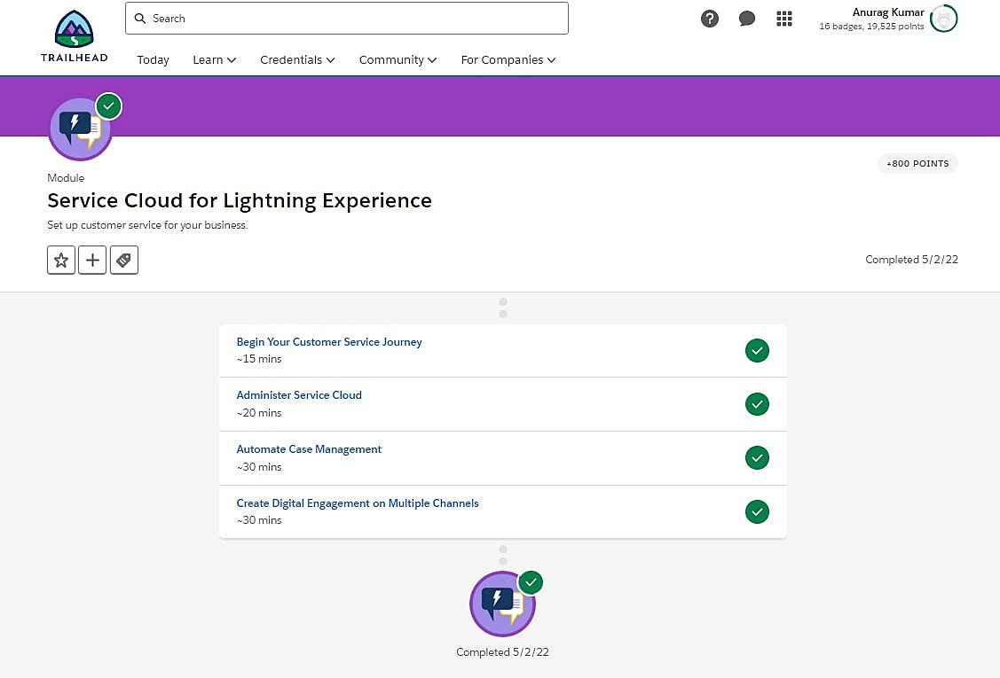 TRAILHEAD
Search
Anurag Kumar
16 badges, 19,525 points
Today Learn Credentials Community For Companies
+800 POINTS
Module
Service Cloud for Lightning Experience
Set up customer service for your business.
Completed 5/2/22
Begin Your Customer Service Journey
~15 mins
Administer Service Cloud
~20 mins
Automate Case Management
~30 mins
Create Digital Engagement on Multiple Channels
~30 mins
Completed 5/2/22